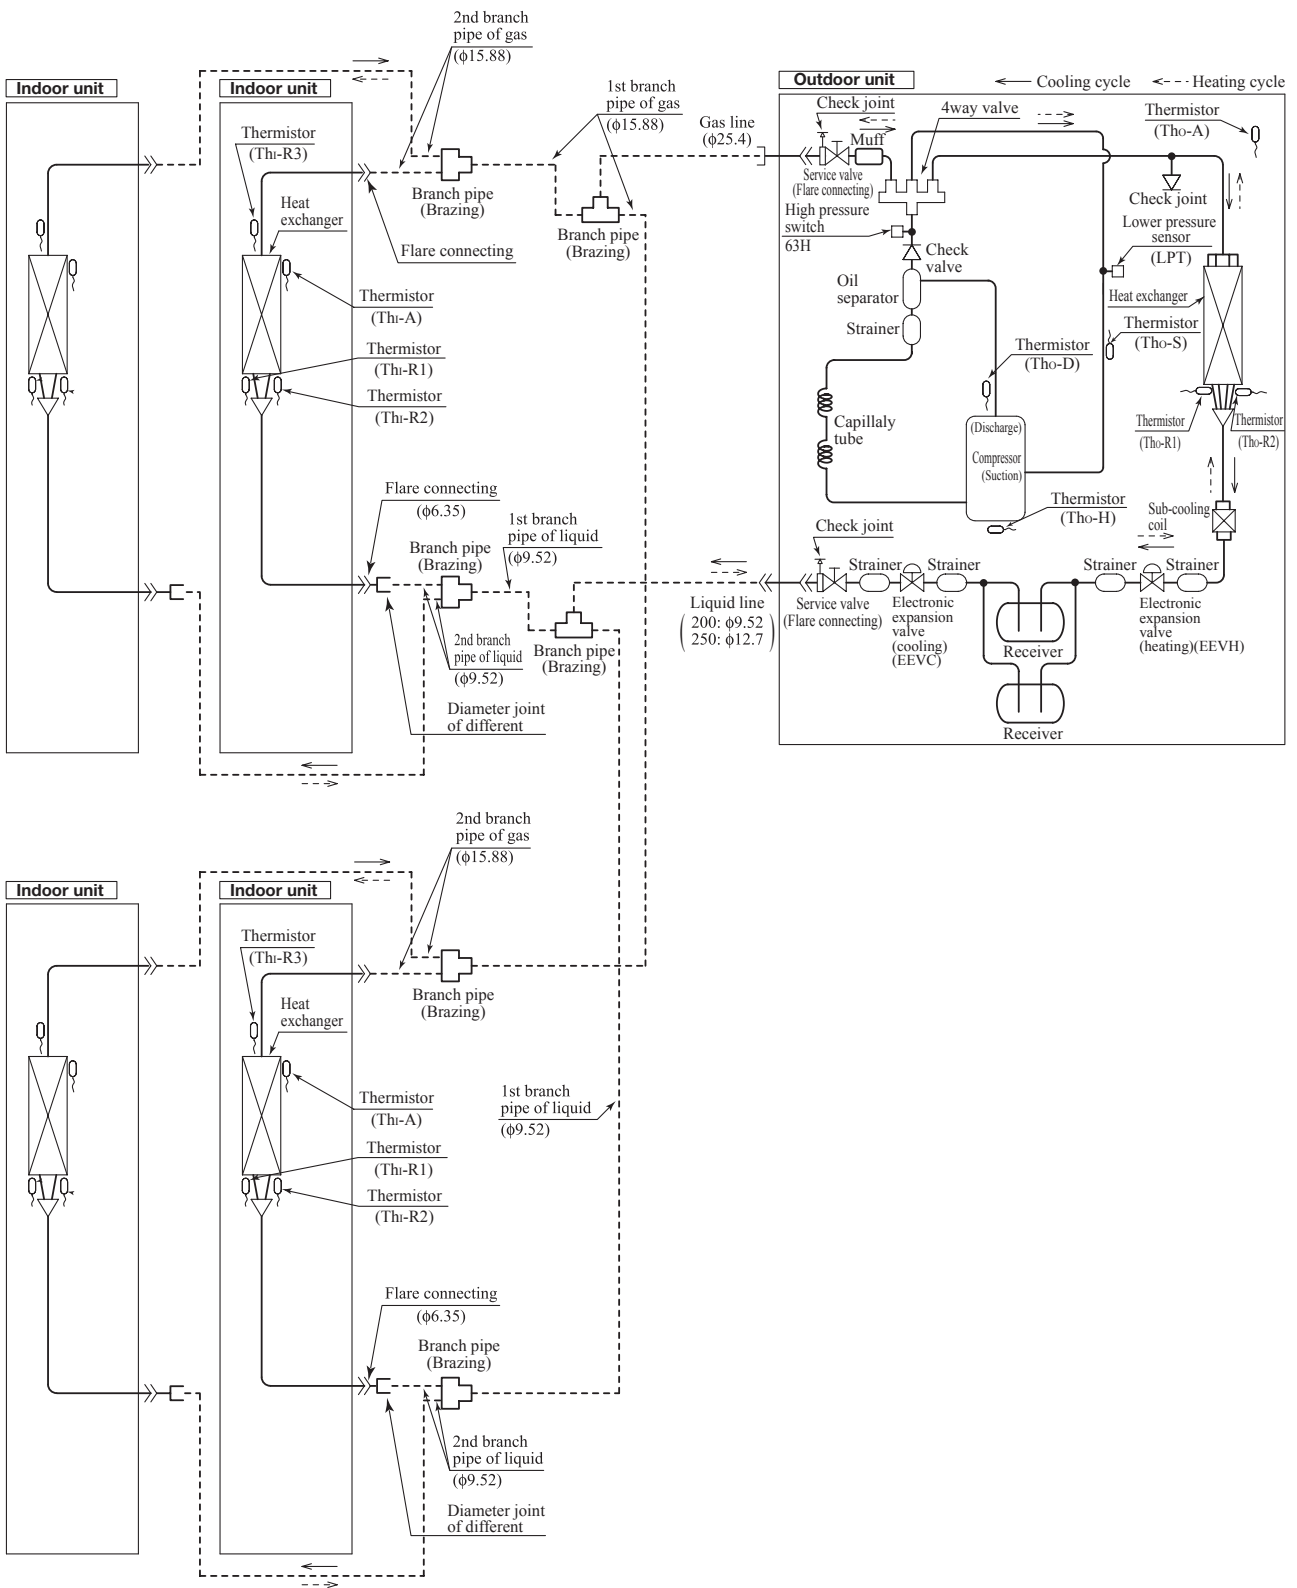 2nd branch
pipe of gas
(ϕ15.88)
Indoor unit
Indoor unit
Thermistor
(ThI-R3)
Heat
exchanger
Branch pipe
(Brazing)
Flare connecting
1st branch
pipe of gas
(ϕ15.88)
Branch pipe
(Brazing)
Gas line
(ϕ25.4)
Thermistor
(ThI-A)
Thermistor
(ThI-R1)
Thermistor
(ThI-R2)
Flare connecting
(ϕ6.35)
Branch pipe
(Brazing)
1st branch
pipe of liquid
(ϕ9.52)
2nd branch
pipe of liquid
(ϕ9.52)
Branch pipe
(Brazing)
Diameter joint
of different
Liquid line
200: ϕ9.52
250: ϕ12.7
Outdoor unit
Cooling cycle
Heating cycle
Check joint
4way valve
Thermistor
(ThO-A)
Muff
Service valve
(Flare connecting)
Check joint
High pressure
switch
63H
Lower pressure
sensor
(LPT)
Check
valve
Oil
separator
Heat exchanger
Strainer
Thermistor
(ThO-S)
Thermistor
(ThO-D)
Capillaly
tube
(Discharge)
Compressor
(Suction)
Thermistor
(ThO-R1)
Thermistor
(ThO-R2)
Thermistor
(ThO-H)
Sub-cooling
coil
Check joint
Strainer
Strainer
Strainer
Strainer
Service valve
(Flare connecting)
Electronic
expansion
valve
(cooling)
(EEVC)
Receiver
Electronic
expansion
valve
(heating)(EEVH)
Receiver
2nd branch
pipe of gas
(ϕ15.88)
Indoor unit
Indoor unit
Thermistor
(ThI-R3)
Heat
exchanger
Branch pipe
(Brazing)
Thermistor
(ThI-A)
1st branch
pipe of liquid
(ϕ9.52)
Thermistor
(ThI-R1)
Thermistor
(ThI-R2)
Flare connecting
(ϕ6.35)
Branch pipe
(Brazing)
2nd branch
pipe of liquid
(ϕ9.52)
Diameter joint
of different